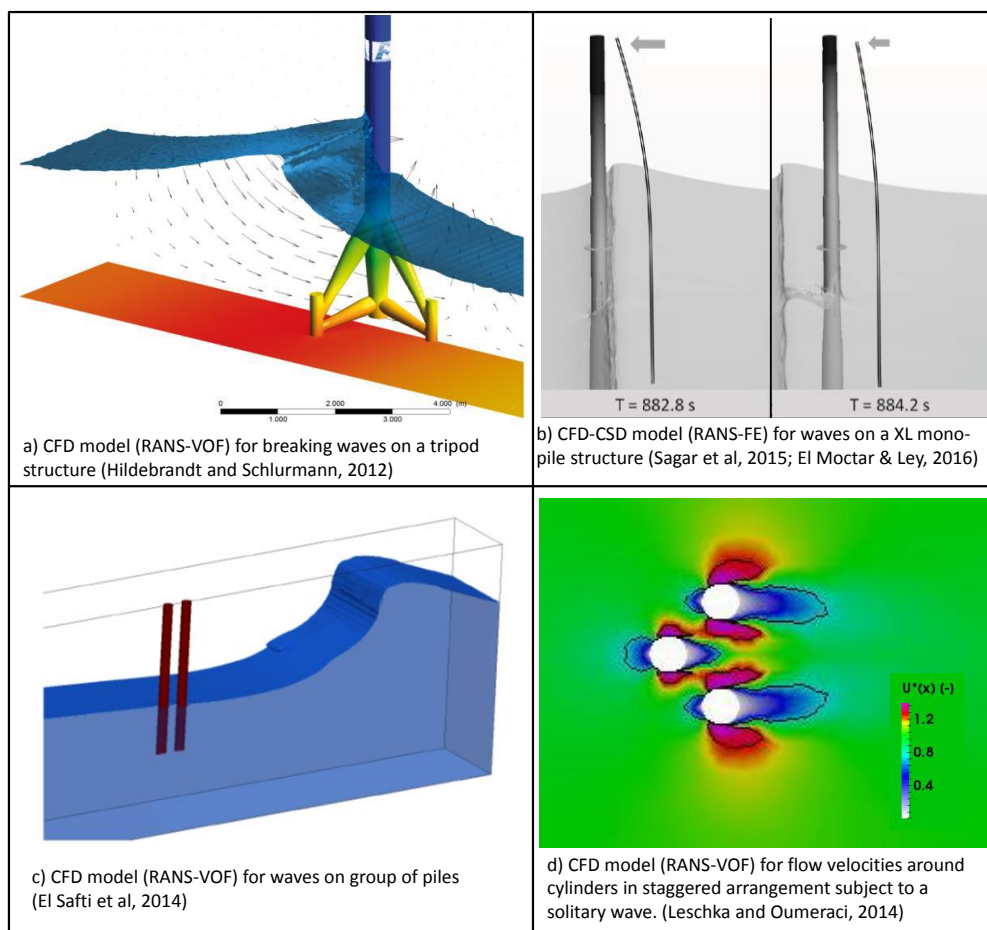 0
2.000
4.000 (m)
1.000
3.000
a) CFD model (RANS-VOF) for breaking waves on a tripod
structure (Hildebrandt and Schlurmann, 2012)
T = 882.8 s
T = 884.2 s
b) CFD-CSD model (RANS-FE) for waves on a XL mono-
pile structure (Sagar et al, 2015; El Moctar & Ley, 2016)
c) CFD model (RANS-VOF) for waves on group of piles
(El Safti et al, 2014)
U*(x) (-)
1.2
0.8
0.4
d) CFD model (RANS-VOF) for flow velocities around
cylinders in staggered arrangement subject to a
solitary wave. (Leschka and Oumeraci, 2014)